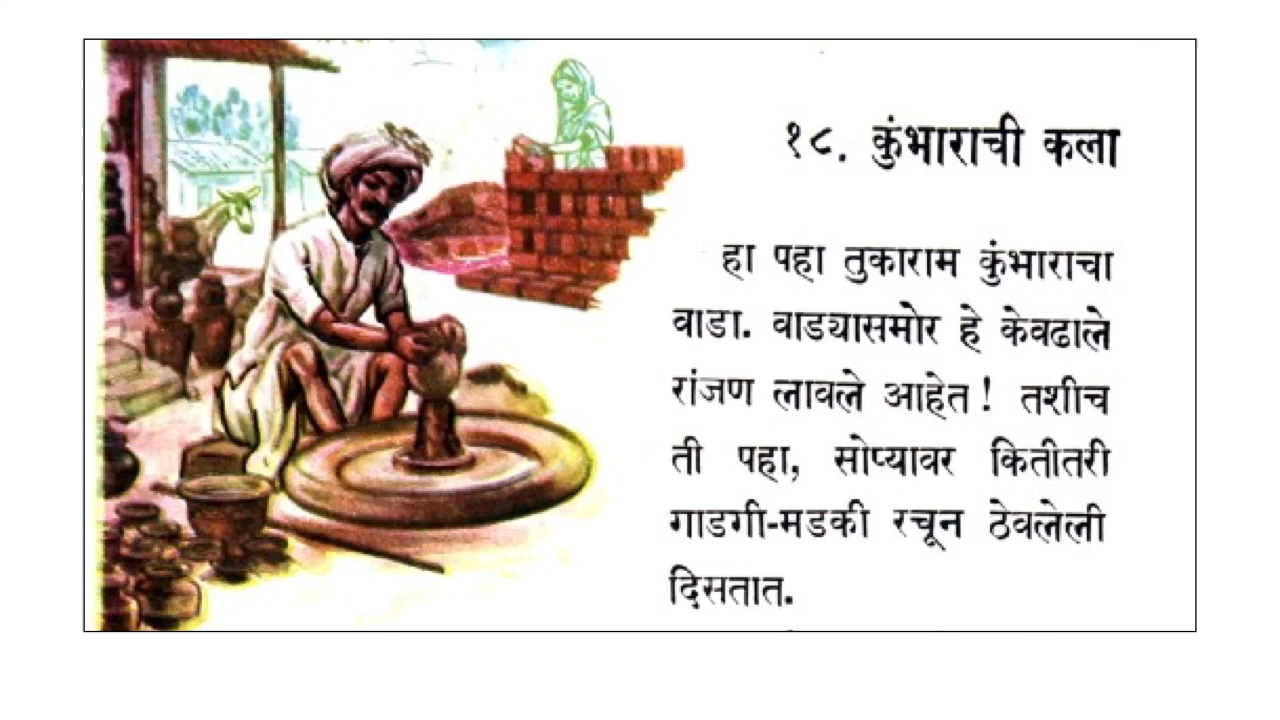 १८. कुंभाराची कला
हा पहा तुकाराम कुंभाराचा
वाडा. वाड्यासमोर हे केवढाले
रांजण लावले आहेत! तशीच
ती पहा, सोप्यावर कितीतरी
गाडगी-मडकी रचून ठेवलेली
दिसतात.